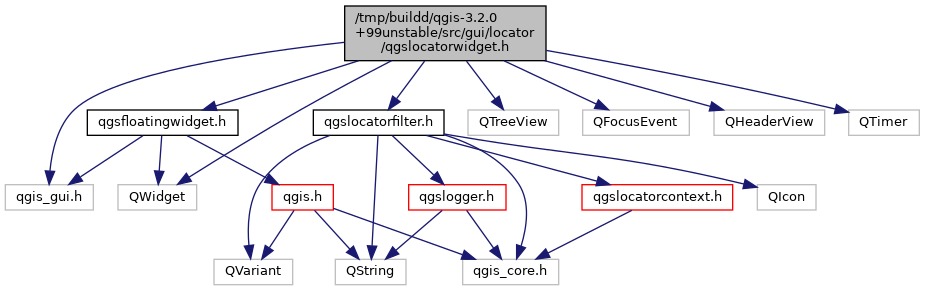 /tmp/buildd/qgis-3.2.0
+99unstable/src/gui/locator
/qgslocatorwidget.h
qgsfloatingwidget.h
qgslocatorfilter.h
QTreeView
QFocusEvent
QHeaderView
QTimer
qgis_gui.h
QWidget
qgis.h
qgslogger.h
qgslocatorcontext.h
QIcon
QVariant
QString
qgis_core.h